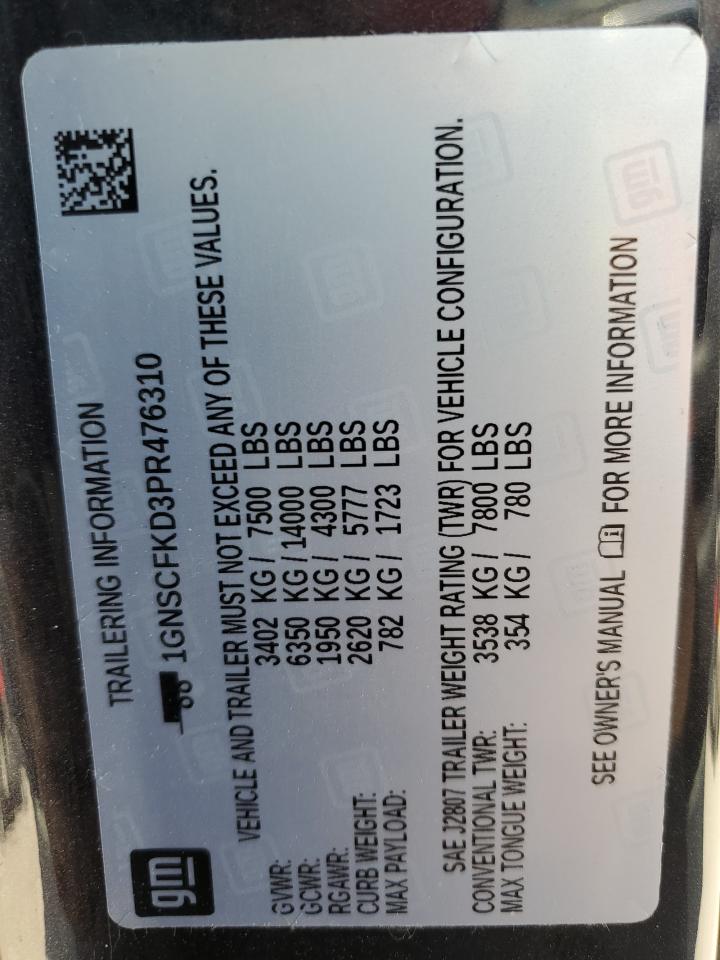 gm
TRAILERING INFORMATION
1GNSCFKD3PR476310
VEHICLE AND TRAILER MUST NOT EXCEED ANY OF THESE VALUES.
GVWR: 3402 KG / 7500 LBS
GCWR: 6350 KG / 14000 LBS
RGAWR: 1950 KG / 4300 LBS
CURB WEIGHT: 2620 KG / 5777 LBS
MAX PAYLOAD: 782 KG / 1723 LBS
SAE J2807 TRAILER WEIGHT RATING (TWR) FOR VEHICLE CONFIGURATION.
CONVENTIONAL TWR: 3538 KG / 7800 LBS
MAX TONGUE WEIGHT: 354 KG / 780 LBS
SEE OWNER'S MANUAL i FOR MORE INFORMATION
gm